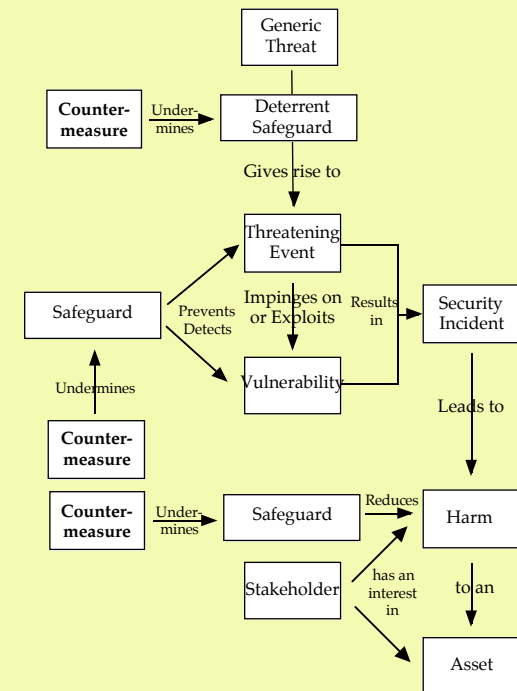 Generic
Threat
Counter-
measure
Under-
mines
Deterrent
Safeguard
Gives rise to
Threatening
Event
Safeguard
Prevents
Detects
Impinges on
or Exploits
Results
in
Security
Incident
Vulnerability
Undermines
Leads to
Counter-
measure
Counter-
measure
Under-
mines
Safeguard
Reduces
Harm
Stakeholder
has an
interest
in
to an
Asset